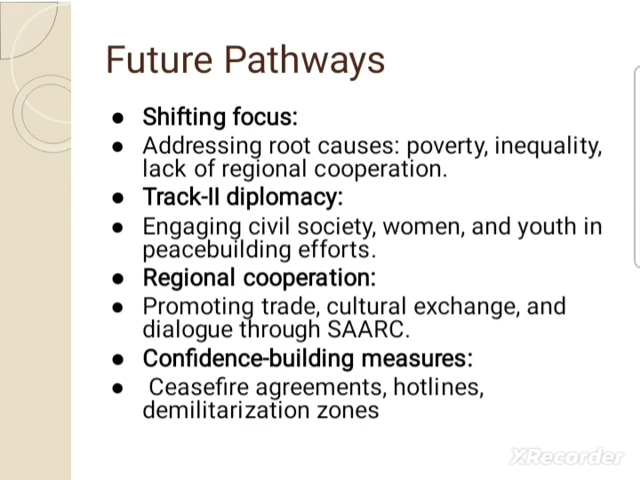 Future Pathways
● Shifting focus:
● Addressing root causes: poverty, inequality,
lack of regional cooperation.
● Track-II diplomacy:
● Engaging civil society, women, and youth in
peacebuilding efforts.
● Regional cooperation:
● Promoting trade, cultural exchange, and
dialogue through SAARC.
● Confidence-building measures:
● Ceasefire agreements, hotlines,
demilitarization zones
XRecorder